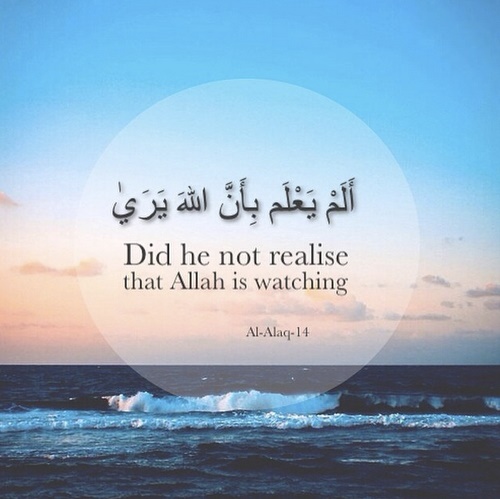 أَلَمْ يَعْلَم بِأَنَّ اللهَ يَرَيٰ
Did he not realise
that Allah is watching
Al-Alaq-14